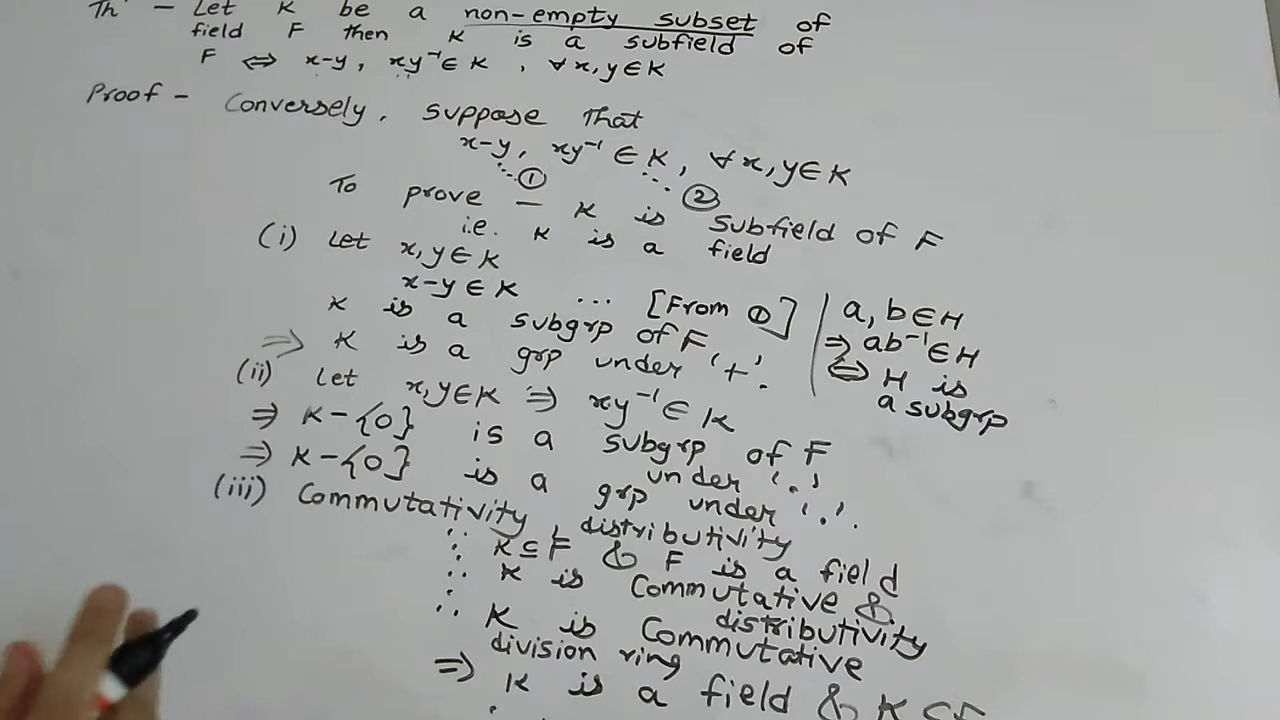 Th - Let K be a non-empty subset of
field F then K is a subfield of
F ⇔ x-y, xy⁻¹ ∈ K, ∀ x, y ∈ K
Proof - Conversely, suppose that
x-y, xy⁻¹ ∈ K, ∀ x, y ∈ K
... ① ... ②
To prove - K is subfield of F
i.e. K is a field
(i) Let x, y ∈ K
x-y ∈ K ... [From ①]
K is a subgrp of F
⇒ K is a grp under '+'.
a, b ∈ H
⇒ ab⁻¹ ∈ H
⇔ H is
a subgrp
(ii) Let x, y ∈ K ⇒ xy⁻¹ ∈ K
⇒ K-{0} is a subgrp of F
under '.'
⇒ K-{0} is a grp under '.'.
(iii) Commutativity, distributivity
∵ K ⊆ F & F is a field
∴ K is Commutative &
distributivity
∴ K is Commutative
division ring
⇒ K is a field & K ⊆ F